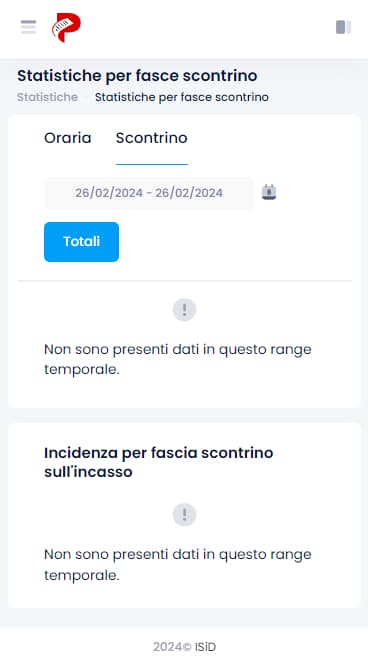 Statistiche per fasce scontrino
Statistiche Statistiche per fasce scontrino
Oraria Scontrino
26/02/2024 - 26/02/2024
Totali
Non sono presenti dati in questo range
temporale.
Incidenza per fascia scontrino
sull'incasso
Non sono presenti dati in questo range
temporale.
2024© ISiD